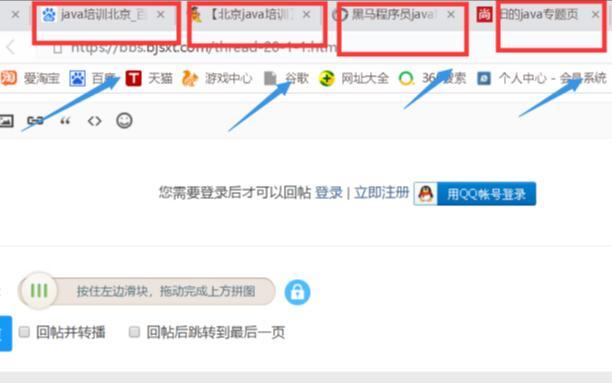 java培训北京_百
【北京java培训
黑马程序员java
尚 旧的java专题页
https://bbs.bjsxt.com/thread-20-1-1.htm
淘 爱淘宝 百度 T 天猫 游戏中心 谷歌 网址大全 360搜索 个人中心 - 会员系统
您需要登录后才可以回帖 登录 | 立即注册 用QQ帐号登录
按住左边滑块，拖动完成上方拼图
回帖并转播 回帖后跳转到最后一页